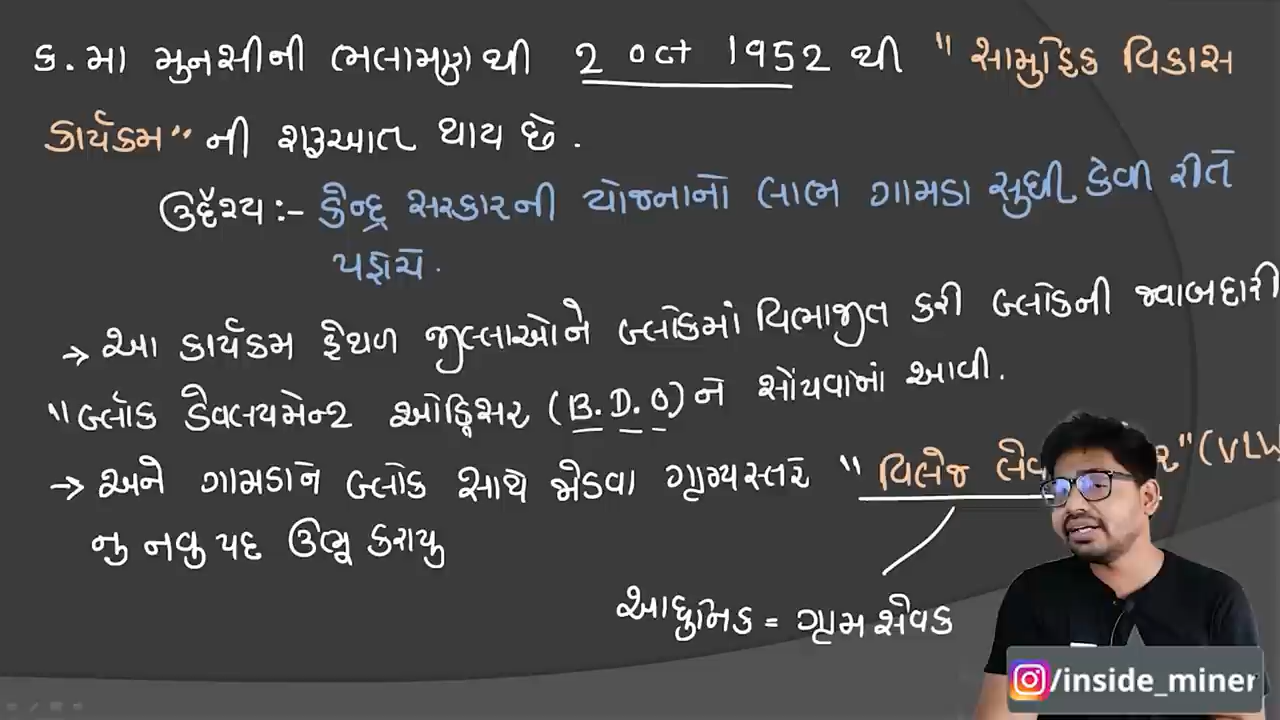 ક.મા મુનસીની ભલામણ થી 2 oct 1952 થી "સામુહિક વિકાસ
કાર્યક્રમ" ની શરૂઆત થાય છે.
ઉદ્દેશ્ય :- કેન્દ્ર સરકારની યોજનાનો લાભ ગામડા સુધી કેવી રીતે
પહોચે.
→ આ કાર્યક્રમ હેઠળ જીલ્લાઓને બ્લોકમાં વિભાજીત કરી બ્લોકની જવાબદારી
"બ્લોક ડેવલપમેન્ટ ઓફિસર (B.D.O) ને સોંપવામાં આવી.
→ અને ગામડાને બ્લોક સાથે જોડવા ગ્રામ્યસ્તરે "વિલેજ
નુ નવુ પદ ઉભૂ કરાયુ
આધુનિક = ગ્રામ સેવક
/inside_miner